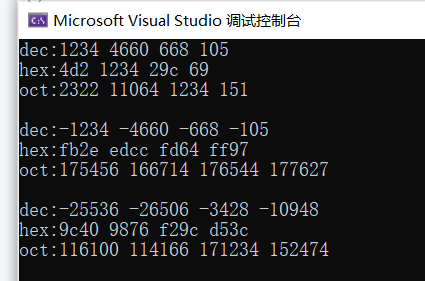 Microsoft Visual Studio 调试控制台
dec:1234 4660 668 105
hex:4d2 1234 29c 69
oct:2322 11064 1234 151
dec:-1234 -4660 -668 -105
hex:fb2e edcc fd64 ff97
oct:175456 166714 176544 177627
dec:-25536 -26506 -3428 -10948
hex:9c40 9876 f29c d53c
oct:116100 114166 171234 152474